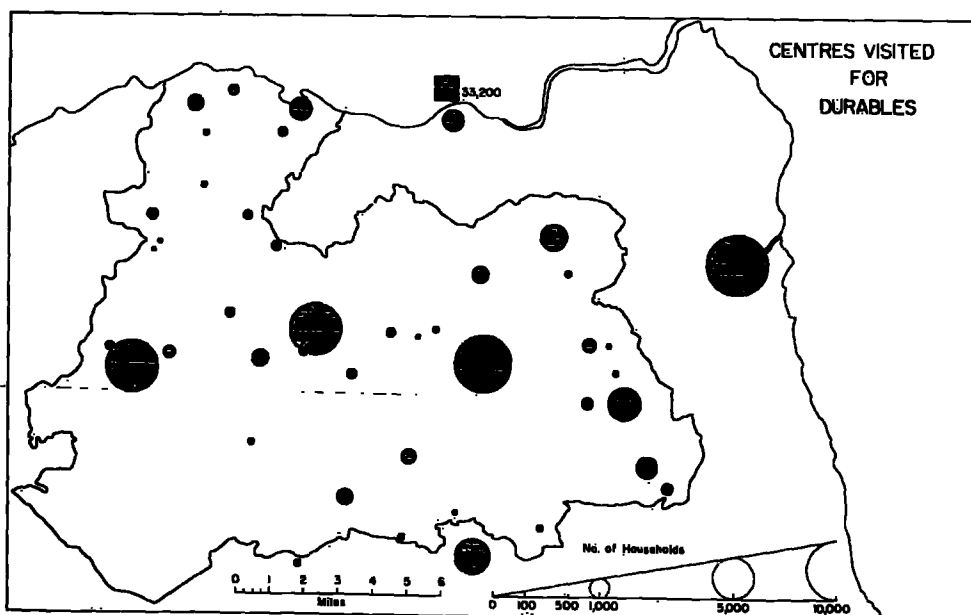 CENTRES VISITED
FOR
DURABLES
33,200
No. of Households
0 1 2 3 4 5 6
Miles
0 100 500 1,000 5,000 10,000